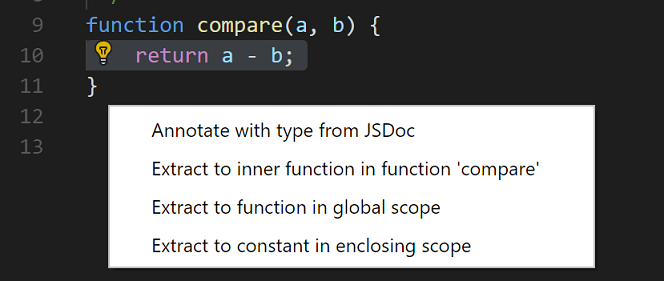 9 function compare(a, b) {
10 return a - b;
11 }
12
13
Annotate with type from JSDoc
Extract to inner function in function 'compare'
Extract to function in global scope
Extract to constant in enclosing scope